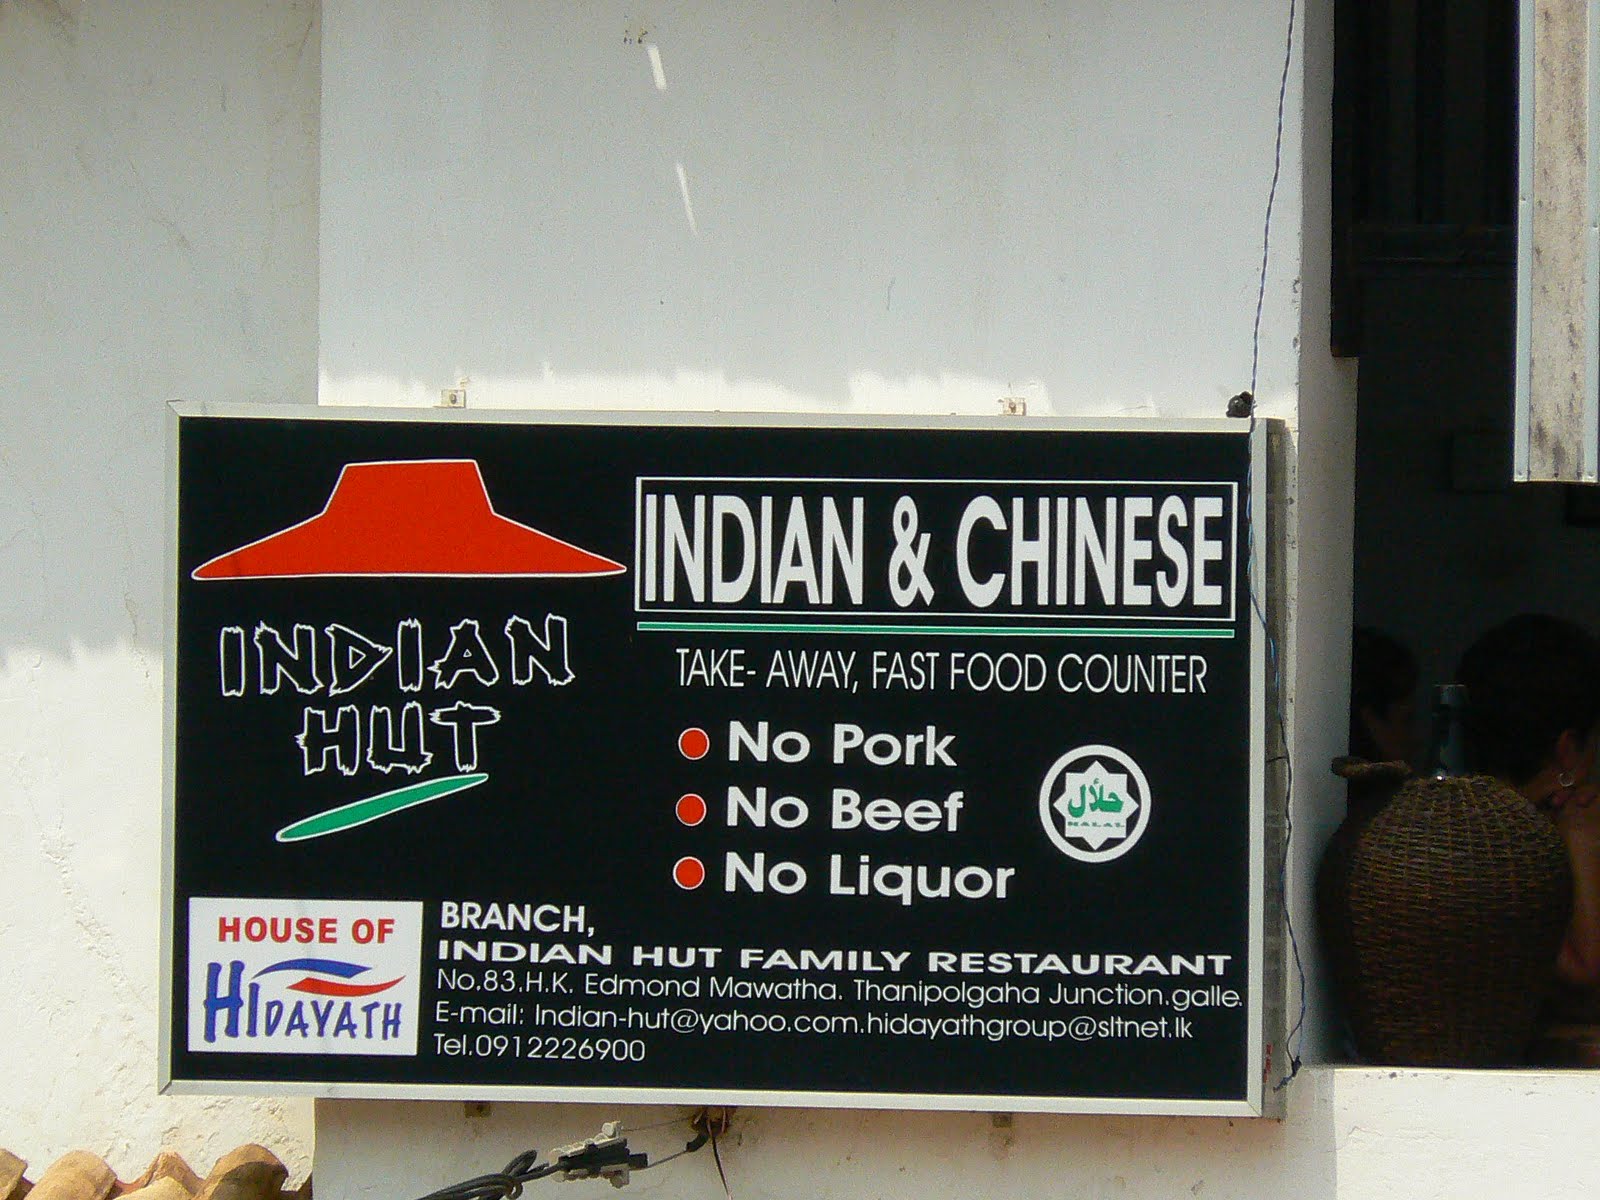 INDIAN
HUT
INDIAN & CHINESE
TAKE- AWAY, FAST FOOD COUNTER
No Pork
No Beef
No Liquor
حلال
HALAL
HOUSE OF
HIDAYATH
BRANCH,
INDIAN HUT FAMILY RESTAURANT
No.83.H.K. Edmond Mawatha. Thanipolgaha Junction.galle.
E-mail: Indian-hut@yahoo.com.hidayathgroup@sltnet.lk
Tel.0912226900